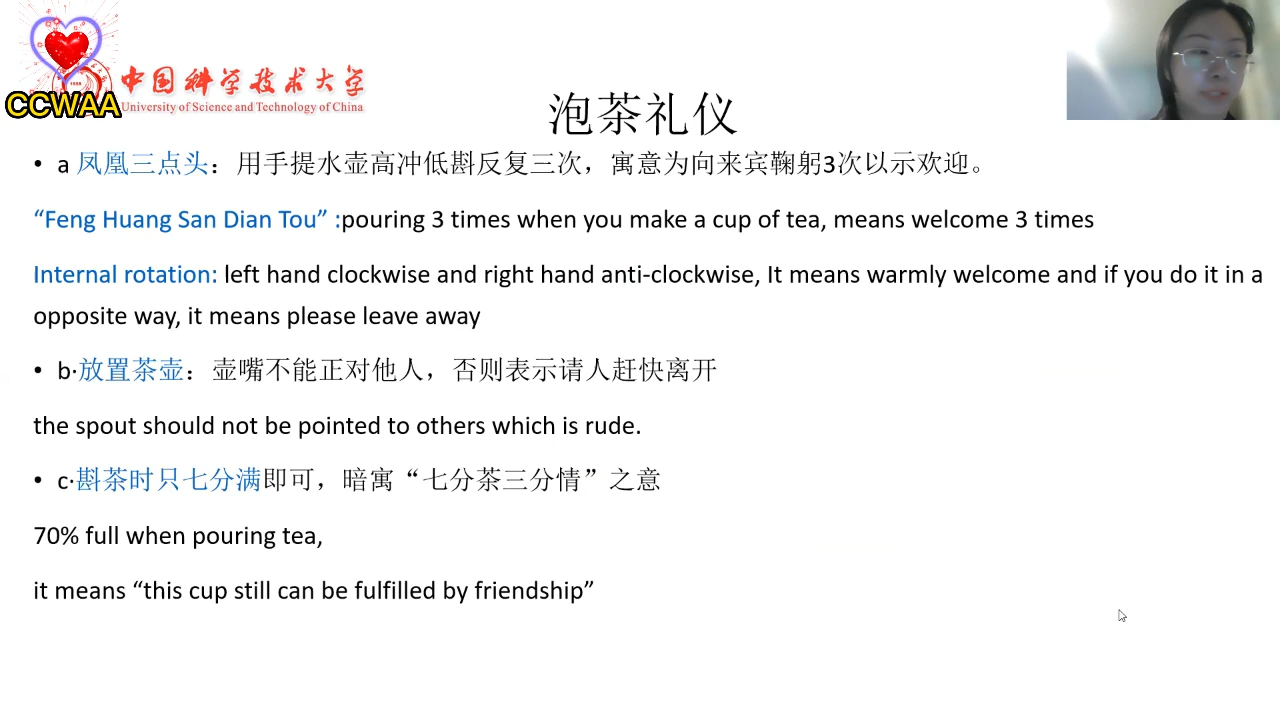 中国科学技术大学
University of Science and Technology of China
CCWAA
泡茶礼仪
• a 凤凰三点头：用手提水壶高冲低斟反复三次，寓意为向来宾鞠躬3次以示欢迎。
“Feng Huang San Dian Tou” :pouring 3 times when you make a cup of tea, means welcome 3 times
Internal rotation: left hand clockwise and right hand anti-clockwise, It means warmly welcome and if you do it in a
opposite way, it means please leave away
• b·放置茶壶：壶嘴不能正对他人，否则表示请人赶快离开
the spout should not be pointed to others which is rude.
• c·斟茶时只七分满即可，暗寓“七分茶三分情”之意
70% full when pouring tea,
it means “this cup still can be fulfilled by friendship”